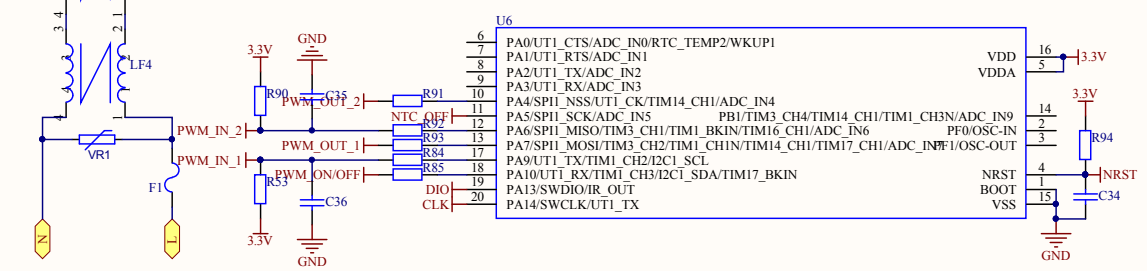 U6
3 4
2 1
LF4
4 1
VR1
F1
N
L
GND
3.3V
R90
C35
PWM_OUT_2
R91
NTC_OFF
R92
PWM_IN_2
PWM_OUT_1
R93
PWM_IN_1
R84
PWM_ON/OFF
R85
R53
C36
3.3V
GND
DIO
CLK
6 PA0/UT1_CTS/ADC_IN0/RTC_TEMP2/WKUP1
7 PA1/UT1_RTS/ADC_IN1
8 PA2/UT1_TX/ADC_IN2
9 PA3/UT1_RX/ADC_IN3
10 PA4/SPI1_NSS/UT1_CK/TIM14_CH1/ADC_IN4
11 PA5/SPI1_SCK/ADC_IN5
12 PA6/SPI1_MISO/TIM3_CH1/TIM1_BKIN/TIM16_CH1/ADC_IN6
13 PA7/SPI1_MOSI/TIM3_CH2/TIM1_CH1N/TIM14_CH1/TIM17_CH1/ADC_IN7
17 PA9/UT1_TX/TIM1_CH2/I2C1_SCL
18 PA10/UT1_RX/TIM1_CH3/I2C1_SDA/TIM17_BKIN
19 PA13/SWDIO/IR_OUT
20 PA14/SWCLK/UT1_TX
VDD 16
VDDA 5
3.3V
PB1/TIM3_CH4/TIM14_CH1/TIM1_CH3N/ADC_IN9 14
PF0/OSC-IN 2
PF1/OSC-OUT 3
NRST 4
BOOT 1
VSS 15
3.3V
R94
NRST
C34
GND